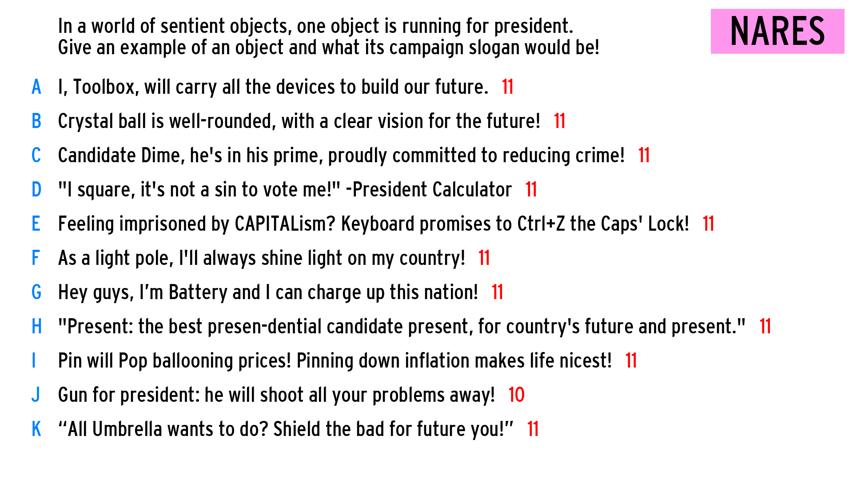 In a world of sentient objects, one object is running for president.
Give an example of an object and what its campaign slogan would be!
NARES
A I, Toolbox, will carry all the devices to build our future. 11
B Crystal ball is well-rounded, with a clear vision for the future! 11
C Candidate Dime, he's in his prime, proudly committed to reducing crime! 11
D "I square, it's not a sin to vote me!" -President Calculator 11
E Feeling imprisoned by CAPITALism? Keyboard promises to Ctrl+Z the Caps' Lock! 11
F As a light pole, I'll always shine light on my country! 11
G Hey guys, I’m Battery and I can charge up this nation! 11
H "Present: the best presen-dential candidate present, for country's future and present." 11
I Pin will Pop ballooning prices! Pinning down inflation makes life nicest! 11
J Gun for president: he will shoot all your problems away! 10
K “All Umbrella wants to do? Shield the bad for future you!” 11